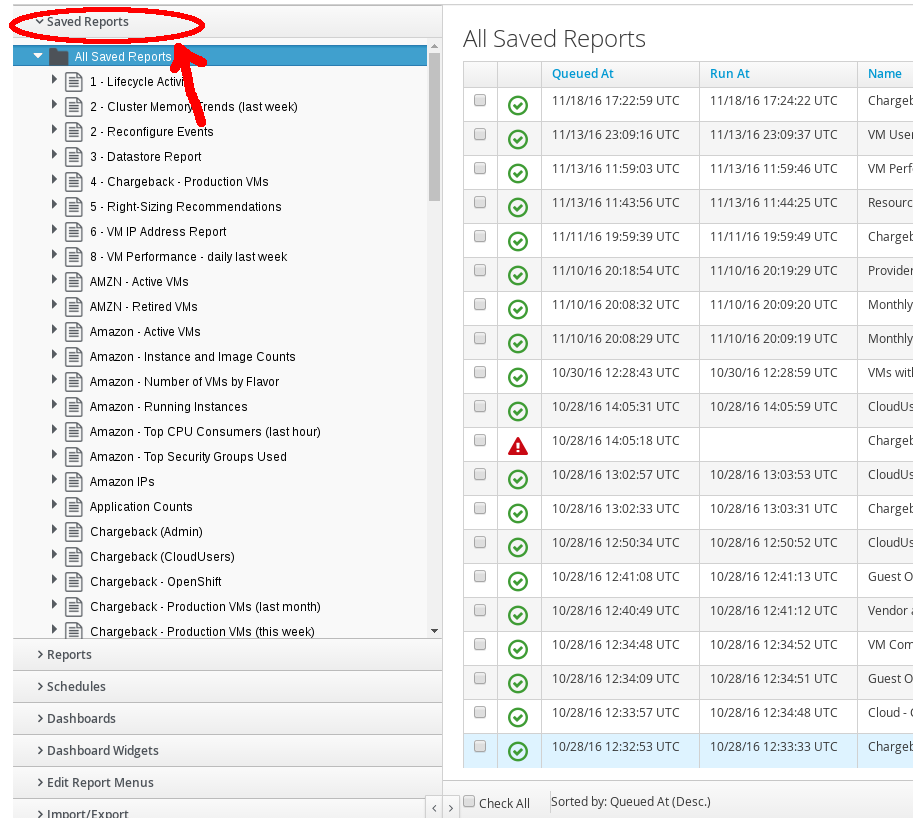 Saved Reports
All Saved Reports
1 - Lifecycle Activi
2 - Cluster Memory Trends (last week)
2 - Reconfigure Events
3 - Datastore Report
4 - Chargeback - Production VMs
5 - Right-Sizing Recommendations
6 - VM IP Address Report
8 - VM Performance - daily last week
AMZN - Active VMs
AMZN - Retired VMs
Amazon - Active VMs
Amazon - Instance and Image Counts
Amazon - Number of VMs by Flavor
Amazon - Running Instances
Amazon - Top CPU Consumers (last hour)
Amazon - Top Security Groups Used
Amazon IPs
Application Counts
Chargeback (Admin)
Chargeback (CloudUsers)
Chargeback - OpenShift
Chargeback - Production VMs (last month)
Chargeback - Production VMs (this week)
Reports
Schedules
Dashboards
Dashboard Widgets
Edit Report Menus
Import/Export
All Saved Reports
Queued At Run At Name
11/18/16 17:22:59 UTC 11/18/16 17:24:22 UTC Chargeb
11/13/16 23:09:16 UTC 11/13/16 23:09:37 UTC VM User
11/13/16 11:59:03 UTC 11/13/16 11:59:46 UTC VM Perfo
11/13/16 11:43:56 UTC 11/13/16 11:44:25 UTC Resourc
11/11/16 19:59:39 UTC 11/11/16 19:59:49 UTC Chargeb
11/10/16 20:18:54 UTC 11/10/16 20:19:29 UTC Provider
11/10/16 20:08:32 UTC 11/10/16 20:09:20 UTC Monthly
11/10/16 20:08:29 UTC 11/10/16 20:09:19 UTC Monthly
10/30/16 12:28:43 UTC 10/30/16 12:28:59 UTC VMs with
10/28/16 14:05:31 UTC 10/28/16 14:05:59 UTC CloudUs
10/28/16 14:05:18 UTC Chargeb
10/28/16 13:02:57 UTC 10/28/16 13:03:53 UTC CloudUs
10/28/16 13:02:33 UTC 10/28/16 13:03:31 UTC Chargeb
10/28/16 12:50:34 UTC 10/28/16 12:50:52 UTC CloudUs
10/28/16 12:41:08 UTC 10/28/16 12:41:13 UTC Guest O
10/28/16 12:40:49 UTC 10/28/16 12:41:12 UTC Vendor a
10/28/16 12:34:48 UTC 10/28/16 12:34:52 UTC VM Com
10/28/16 12:34:09 UTC 10/28/16 12:34:51 UTC Guest O
10/28/16 12:33:57 UTC 10/28/16 12:34:48 UTC Cloud - C
10/28/16 12:32:53 UTC 10/28/16 12:33:33 UTC Chargeb
Check All Sorted by: Queued At (Desc.)